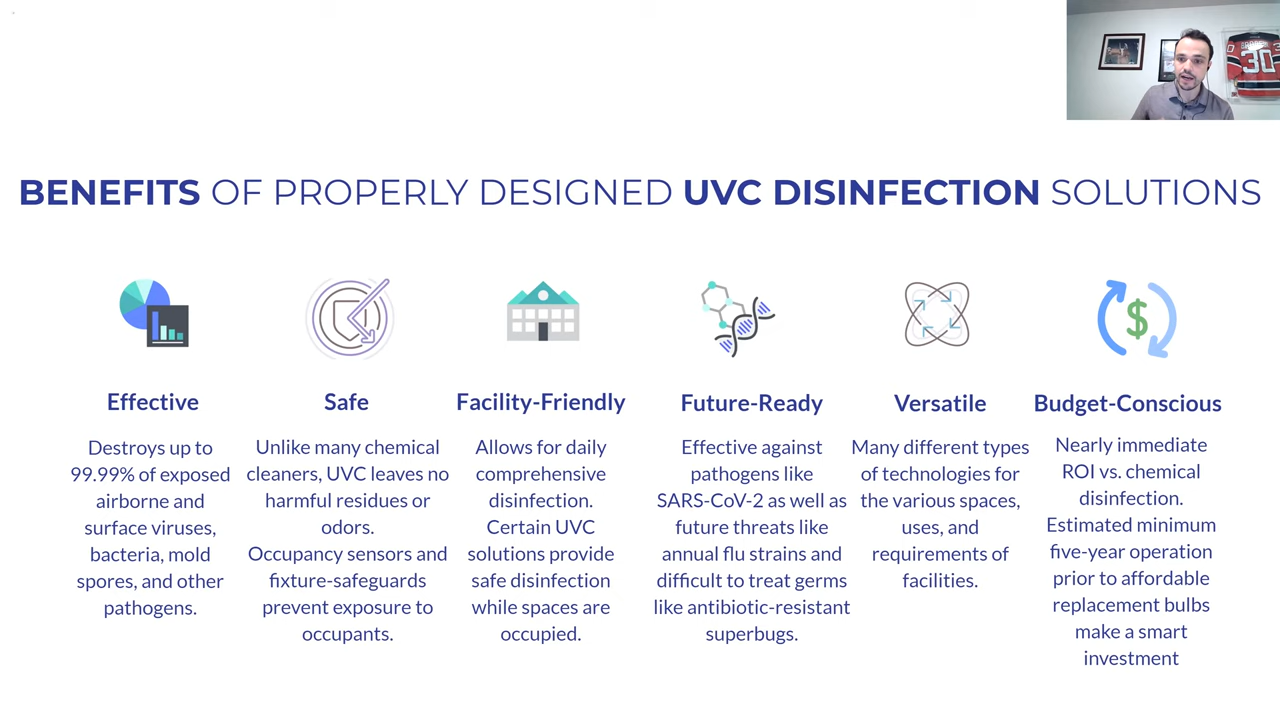 BENEFITS OF PROPERLY DESIGNED UVC DISINFECTION SOLUTIONS
Effective
Destroys up to
99.99% of exposed
airborne and
surface viruses,
bacteria, mold
spores, and other
pathogens.
Safe
Unlike many chemical
cleaners, UVC leaves no
harmful residues or
odors.
Occupancy sensors and
fixture-safeguards
prevent exposure to
occupants.
Facility-Friendly
Allows for daily
comprehensive
disinfection.
Certain UVC
solutions provide
safe disinfection
while spaces are
occupied.
Future-Ready
Effective against
pathogens like
SARS-CoV-2 as well as
future threats like
annual flu strains and
difficult to treat germs
like antibiotic-resistant
superbugs.
Versatile
Many different types
of technologies for
the various spaces,
uses, and
requirements of
facilities.
Budget-Conscious
Nearly immediate
ROI vs. chemical
disinfection.
Estimated minimum
five-year operation
prior to affordable
replacement bulbs
make a smart
investment
30